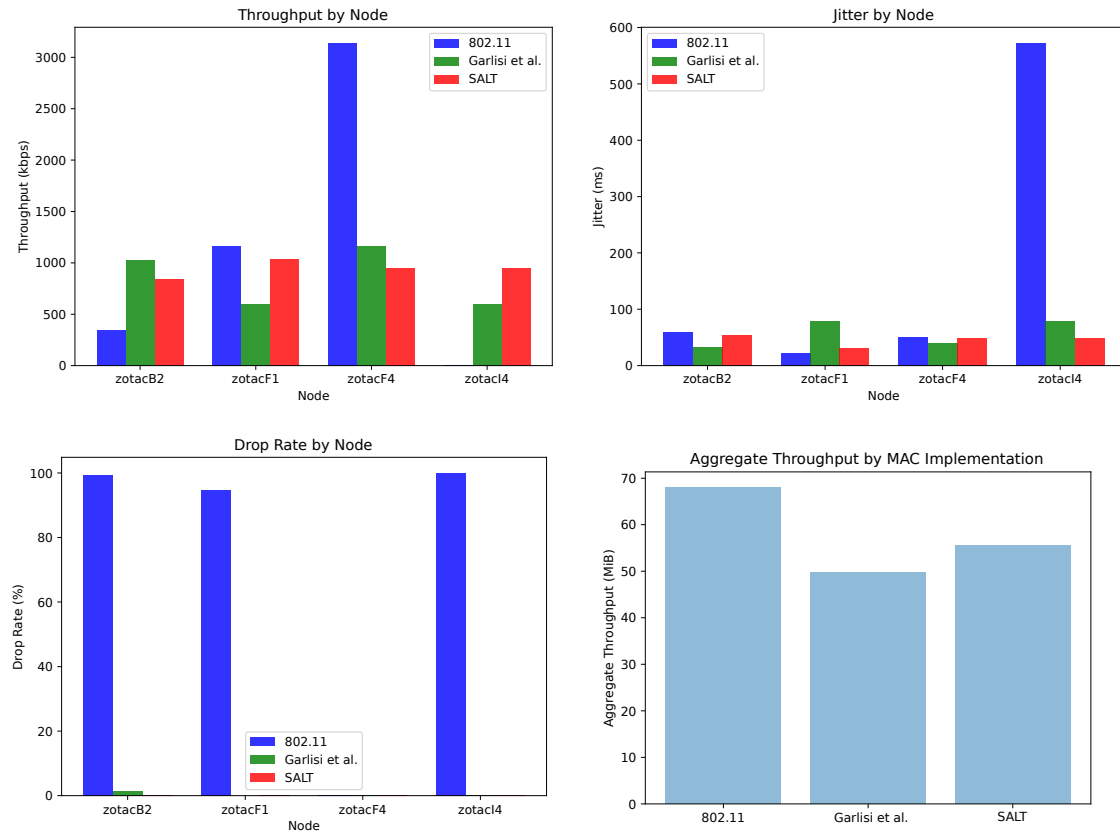 Throughput by Node
3000
2500
2000
1500
1000
500
0
Throughput (kbps)
802.11
Garlisi et al.
SALT
zotacB2
zotacF1
zotacF4
zotacI4
Node
Jitter by Node
600
500
400
300
200
100
0
Jitter (ms)
802.11
Garlisi et al.
SALT
zotacB2
zotacF1
zotacF4
zotacI4
Node
Drop Rate by Node
100
80
60
40
20
0
Drop Rate (%)
802.11
Garlisi et al.
SALT
zotacB2
zotacF1
zotacF4
zotacI4
Node
Aggregate Throughput by MAC Implementation
70
60
50
40
30
20
10
0
Aggregate Throughput (MiB)
802.11
Garlisi et al.
SALT